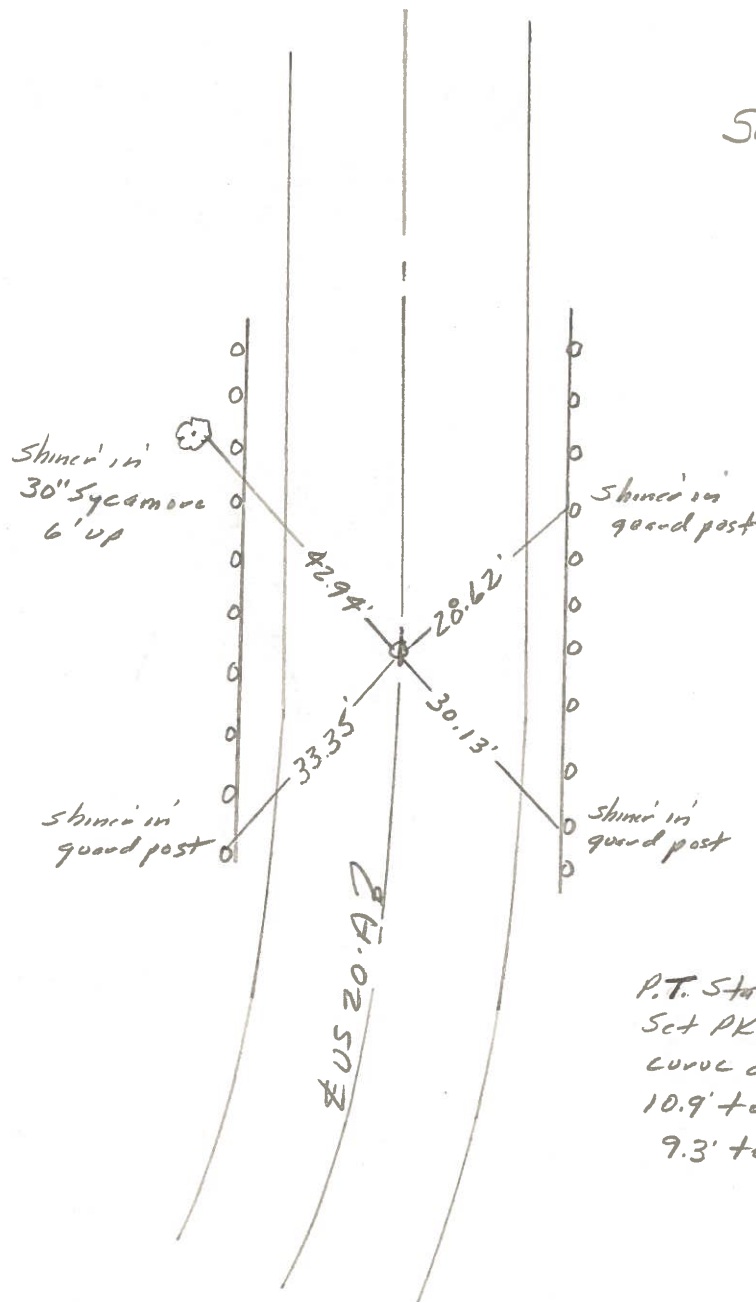 Shiner in
30" Sycamore
6' up
Shiner in
guard post
42.94'
28.62'
33.35'
30.13'
Shiner in
guard post
Shiner in
guard post
℄ US 20
P.T. Sta
Set PK
curve
10.9' to
9.3' to